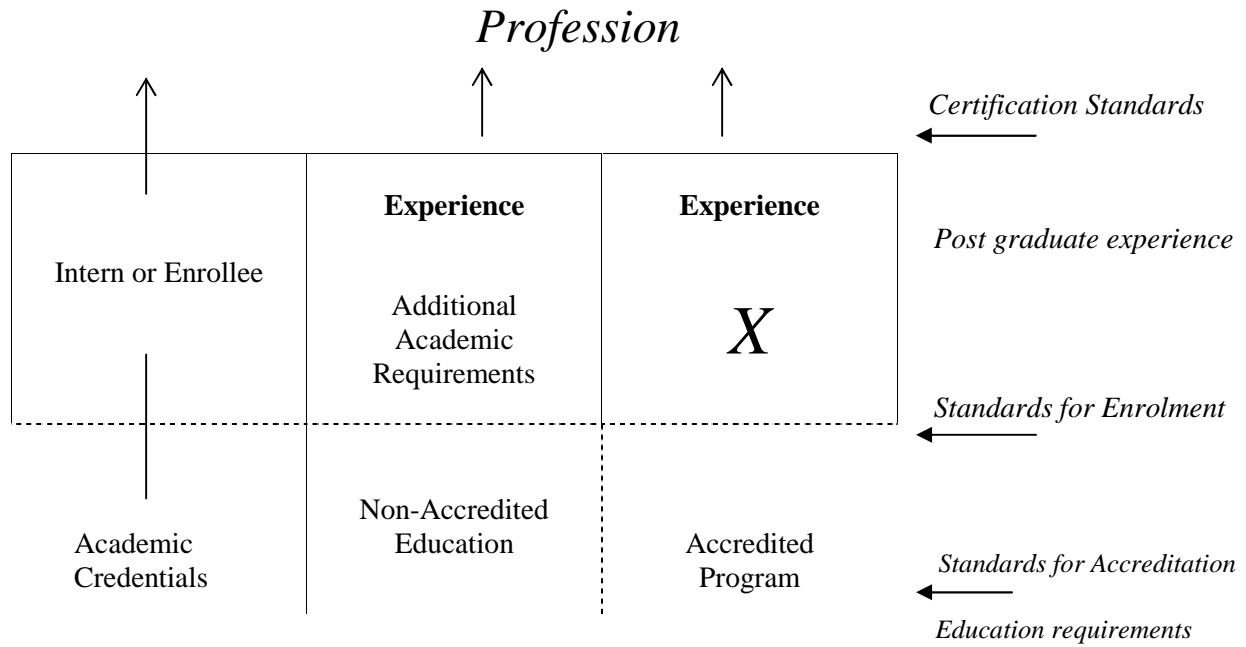 Profession
Certification Standards
Experience
Experience
Post graduate experience
Intern or Enrollee
Additional
Academic
Requirements
X
Standards for Enrolment
Non-Accredited
Education
Academic
Credentials
Accredited
Program
Standards for Accreditation
Education requirements